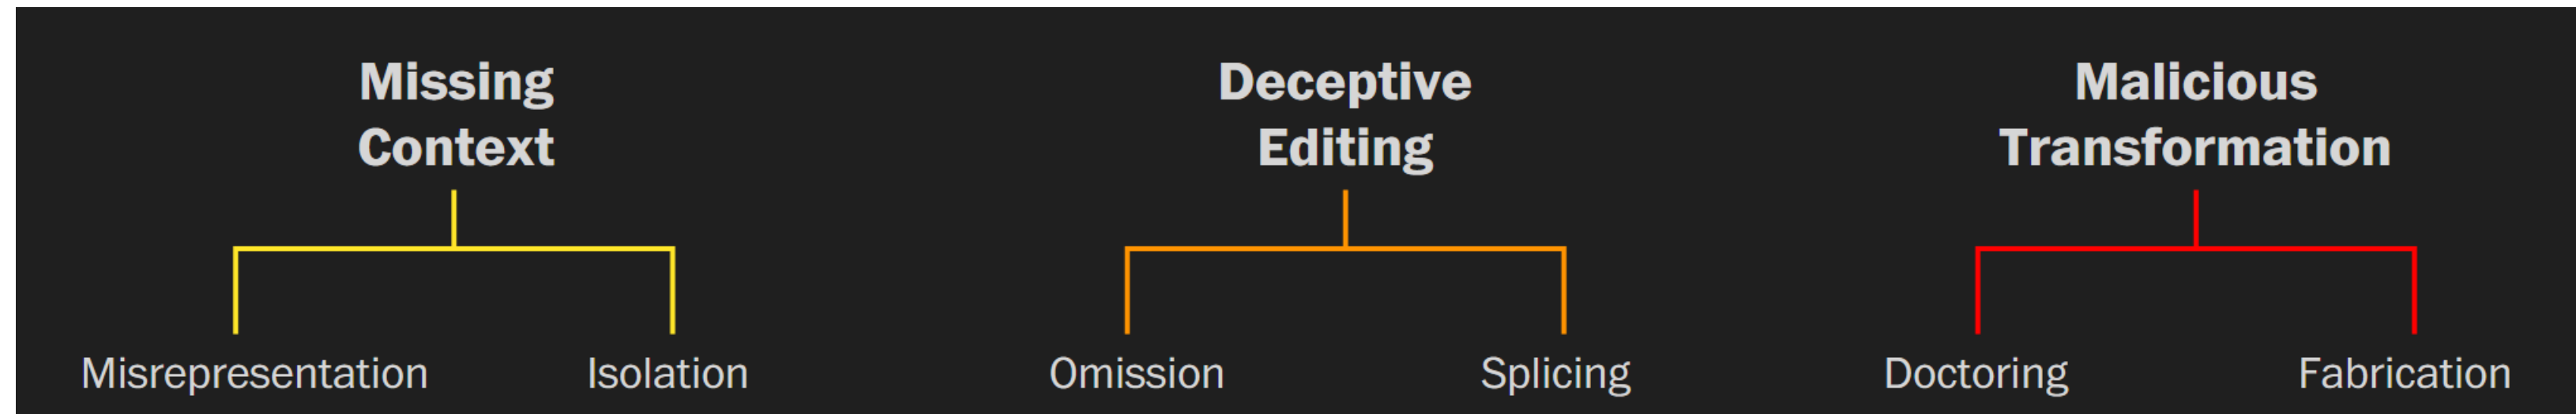 Missing
Context
Deceptive
Editing
Malicious
Transformation
Misrepresentation
Isolation
Omission
Splicing
Doctoring
Fabrication